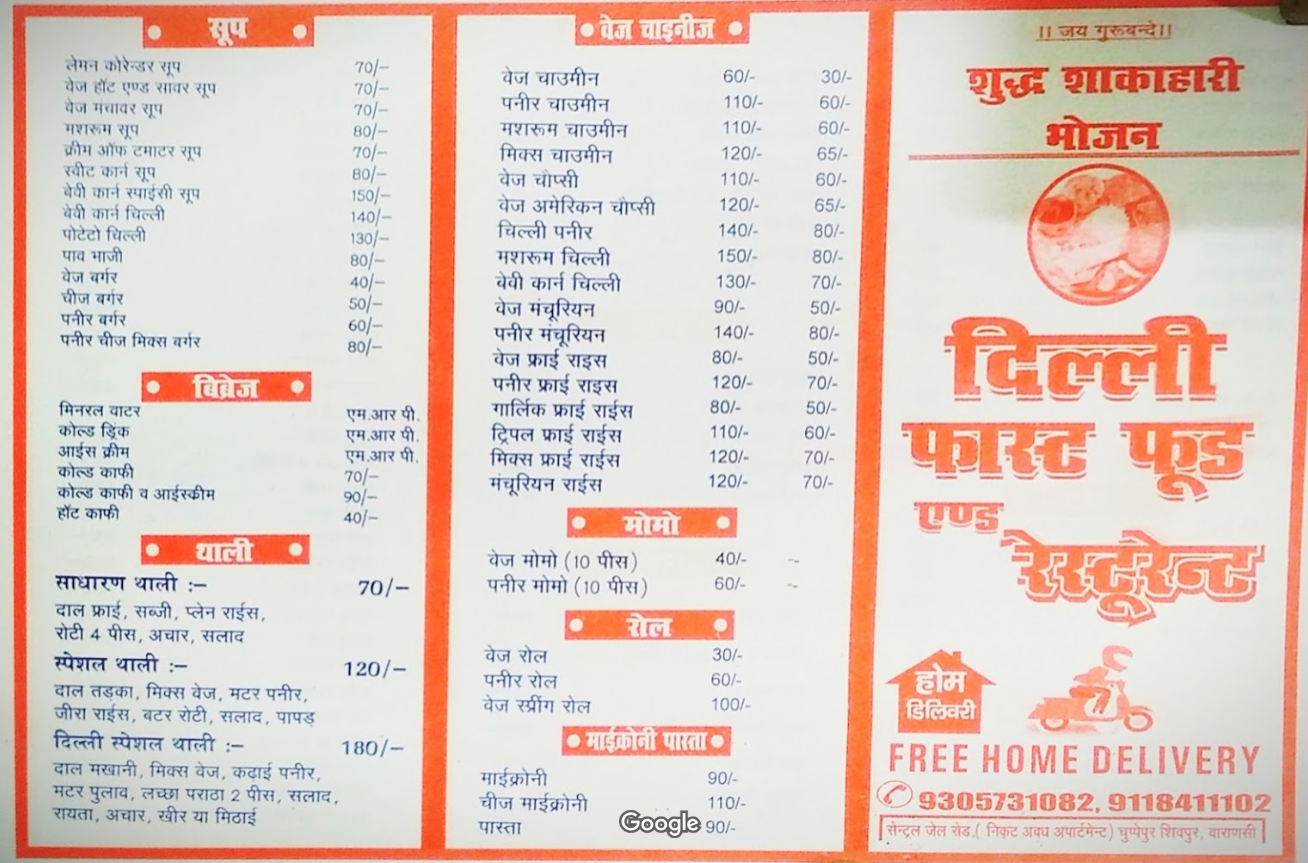 सूप
लेमन कोरेन्डर सूप 70/–
वेज हॉट एण्ड सावर सूप 70/–
वेज मंचावर सूप 70/–
मशरूम सूप 80/–
क्रीम ऑफ टमाटर सूप 70/–
स्वीट कार्न सूप 80/–
बेवी कार्न स्पाईसी सूप 150/–
बेवी कार्न चिल्ली 140/–
पोटेटो चिल्ली 130/–
पाव भाजी 80/–
वेज बर्गर 40/–
चीज बर्गर 50/–
पनीर बर्गर 60/–
पनीर चीज मिक्स बर्गर 80/–
बिब्रेज
मिनरल वाटर एम.आर पी.
कोल्ड ड्रिंक एम.आर पी.
आईस क्रीम एम.आर पी.
कोल्ड काफी 70/–
कोल्ड काफी व आईस्कीम 90/–
हॉट काफी 40/–
थाली
साधारण थाली :– 70/–
दाल फ्राई, सब्जी, प्लेन राईस,
रोटी 4 पीस, अचार, सलाद
स्पेशल थाली :– 120/–
दाल तड़का, मिक्स वेज, मटर पनीर,
जीरा राईस, बटर रोटी, सलाद, पापड़
दिल्ली स्पेशल थाली :– 180/–
दाल मखानी, मिक्स वेज, कढ़ाई पनीर,
मटर पुलाव, लच्छा पराठा 2 पीस, सलाद,
रायता, अचार, खीर या मिठाई
वेज चाइनीज
वेज चाउमीन 60/- 30/-
पनीर चाउमीन 110/- 60/-
मशरूम चाउमीन 110/- 60/-
मिक्स चाउमीन 120/- 65/-
वेज चौप्सी 110/- 60/-
वेज अमेरिकन चौप्सी 120/- 65/-
चिल्ली पनीर 140/- 80/-
मशरूम चिल्ली 150/- 80/-
बेवी कार्न चिल्ली 130/- 70/-
वेज मंचूरियन 90/- 50/-
पनीर मंचूरियन 140/- 80/-
वेज फ्राई राइस 80/- 50/-
पनीर फ्राई राइस 120/- 70/-
गार्लिक फ्राई राईस 80/- 50/-
ट्रिपल फ्राई राईस 110/- 60/-
मिक्स फ्राई राईस 120/- 70/-
मंचूरियन राईस 120/- 70/-
मोमो
वेज मोमो (10 पीस) 40/- --
पनीर मोमो (10 पीस) 60/- --
रोल
वेज रोल 30/-
पनीर रोल 60/-
वेज स्प्रींग रोल 100/-
माईक्रोनी पास्ता
माईक्रोनी 90/-
चीज माईक्रोनी 110/-
पास्ता 90/-
Google
।। जय गुरूबन्दे।।
शुद्ध शाकाहारी
भोजन
दिल्ली
फास्ट फूड
एण्ड
रेस्टूरेन्ट
होम
डिलिवरी
FREE HOME DELIVERY
9305731082, 9118411102
सेन्ट्रल जेल रोड,( निकट अवध अपार्टमेन्ट) चुप्पेपुर शिवपुर, वाराणसी